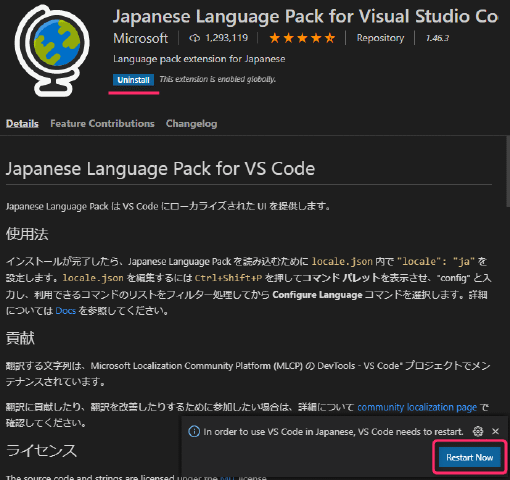 Japanese Language Pack for Visual Studio Co
Microsoft 1,293,119 Repository 1.46.3
Language pack extension for Japanese
Uninstall This extension is enabled globally.
Details Feature Contributions Changelog
Japanese Language Pack for VS Code
Japanese Language Pack は VS Code にローカライズされた UI を提供します。
使用法
インストールが完了したら、Japanese Language Pack を読み込むために locale.json 内で "locale": "ja" を
設定します。locale.json を編集するには Ctrl+Shift+P を押してコマンド パレットを表示させ、"config" と入
力し、利用できるコマンドのリストをフィルター処理してから Configure Language コマンドを選択します。詳細
については Docs を参照してください。
貢献
翻訳する文字列は、Microsoft Localization Community Platform (MLCP) の DevTools - VS Code" プロジェクトでメン
テナンスされています。
翻訳に貢献したり、翻訳を改善したりするために参加したい場合は、詳細について community localization page で
確認してください。
In order to use VS Code in Japanese, VS Code needs to restart.
ライセンス
Restart Now
The source code and strings are licensed under the MIT license.